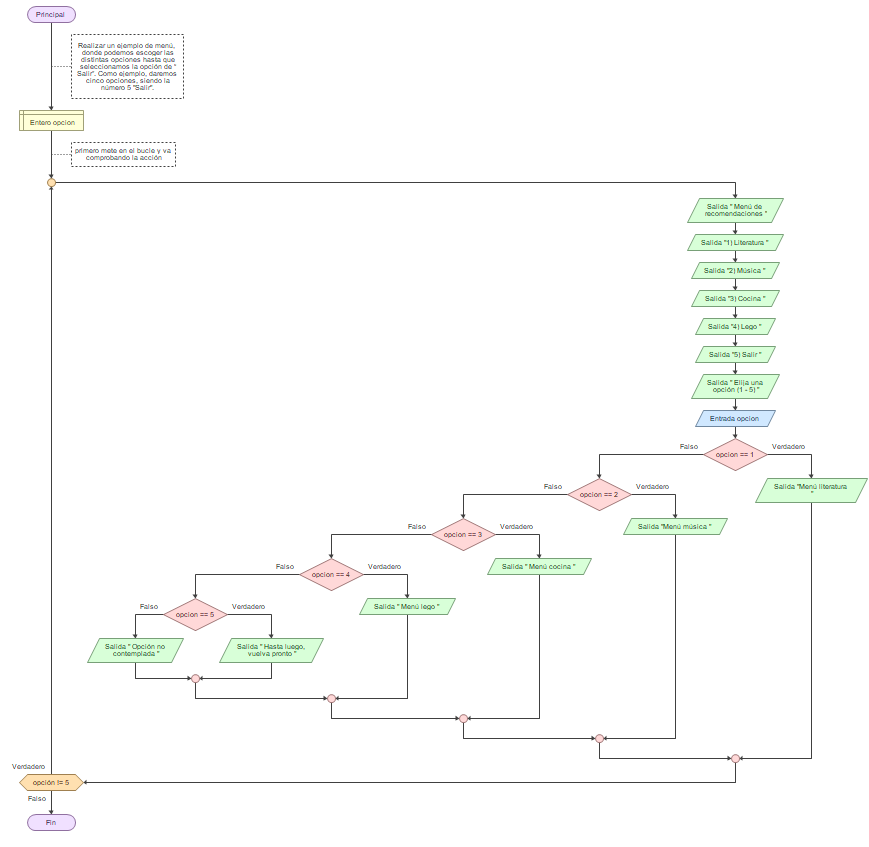 Principal
Realizar un ejemplo de menú,
donde podemos escoger las
distintas opciones hasta que
seleccionamos la opción de "
Salir". Como ejemplo, daremos
cinco opciones, siendo la
número 5 "Salir".
Entero opcion
primero mete en el bucle y va
comprobando la acción
Salida " Menú de
recomendaciones "
Salida "1) Literatura "
Salida "2) Música "
Salida "3) Cocina "
Salida "4) Lego "
Salida "5) Salir "
Salida " Elija una
opción (1 - 5) "
Entrada opcion
Falso
opcion == 1
Verdadero
Salida "Menú literatura
"
Falso
opcion == 2
Verdadero
Salida "Menú música "
Falso
opcion == 3
Verdadero
Salida " Menú cocina "
Falso
opcion == 4
Verdadero
Salida " Menú lego "
Falso
opcion == 5
Verdadero
Salida " Opción no
contemplada "
Salida " Hasta luego,
vuelva pronto "
Verdadero
opción != 5
Falso
Fin